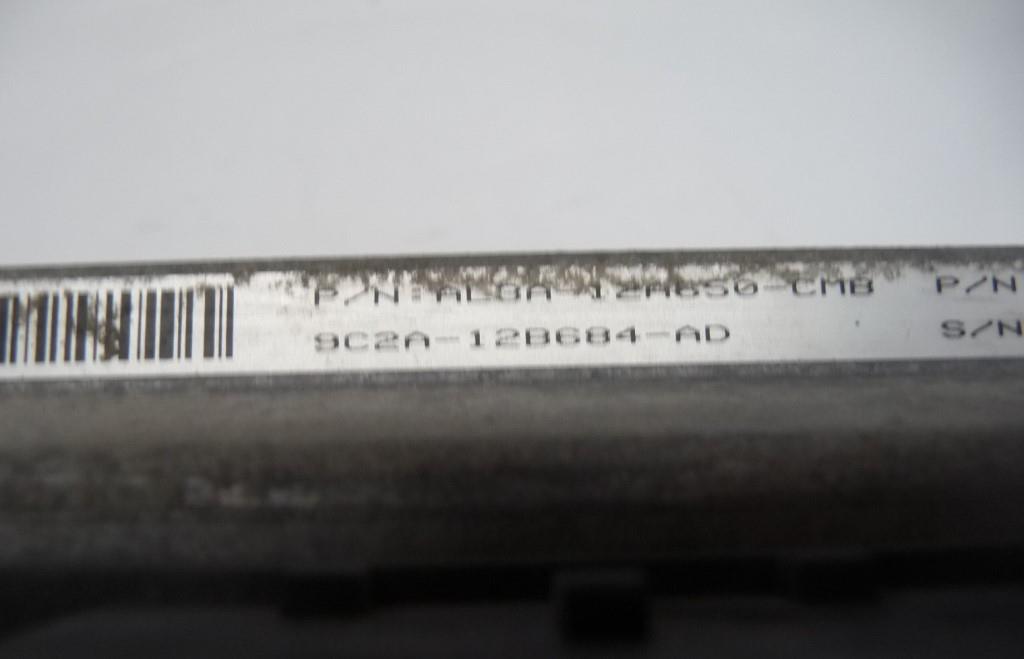 P/N:AL8A-12A650-CMB P/N
9C2A-12B684-AD S/N